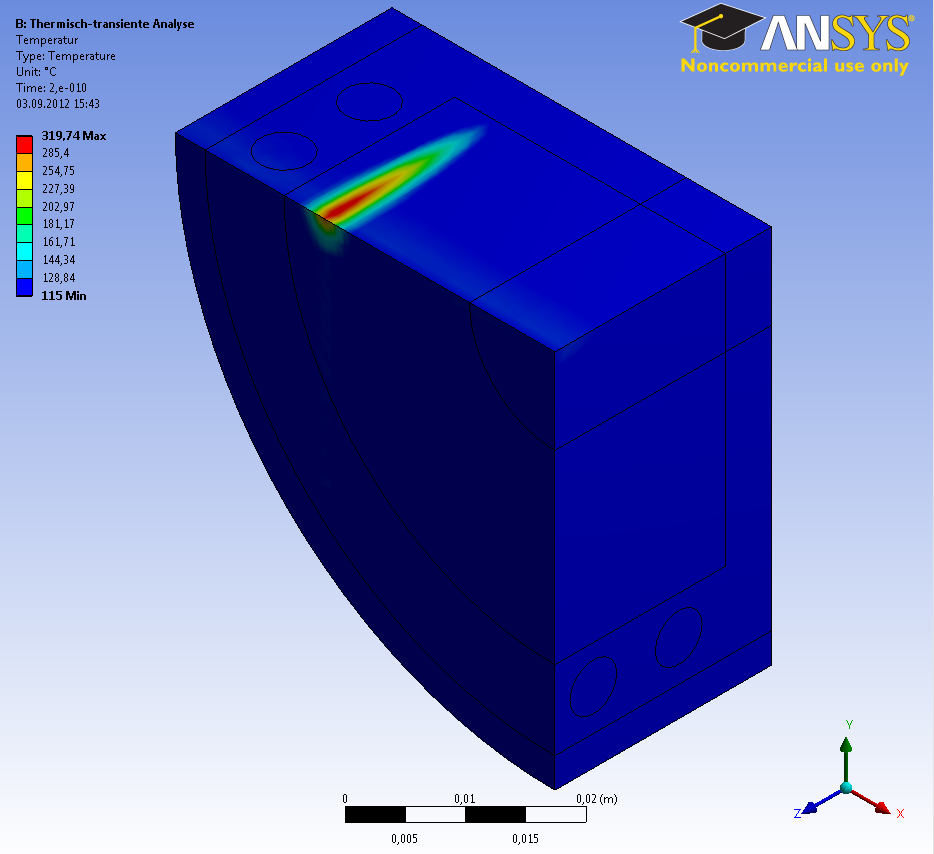 B: Thermisch-transiente Analyse
Temperatur
Type: Temperature
Unit: °C
Time: 2,e-010
03.09.2012 15:43
319,74 Max
285,4
254,75
227,39
202,97
181,17
161,71
144,34
128,84
115 Min
ANSYS®
Noncommercial use only
0
0,01
0,02 (m)
0,005
0,015
Y
Z
X